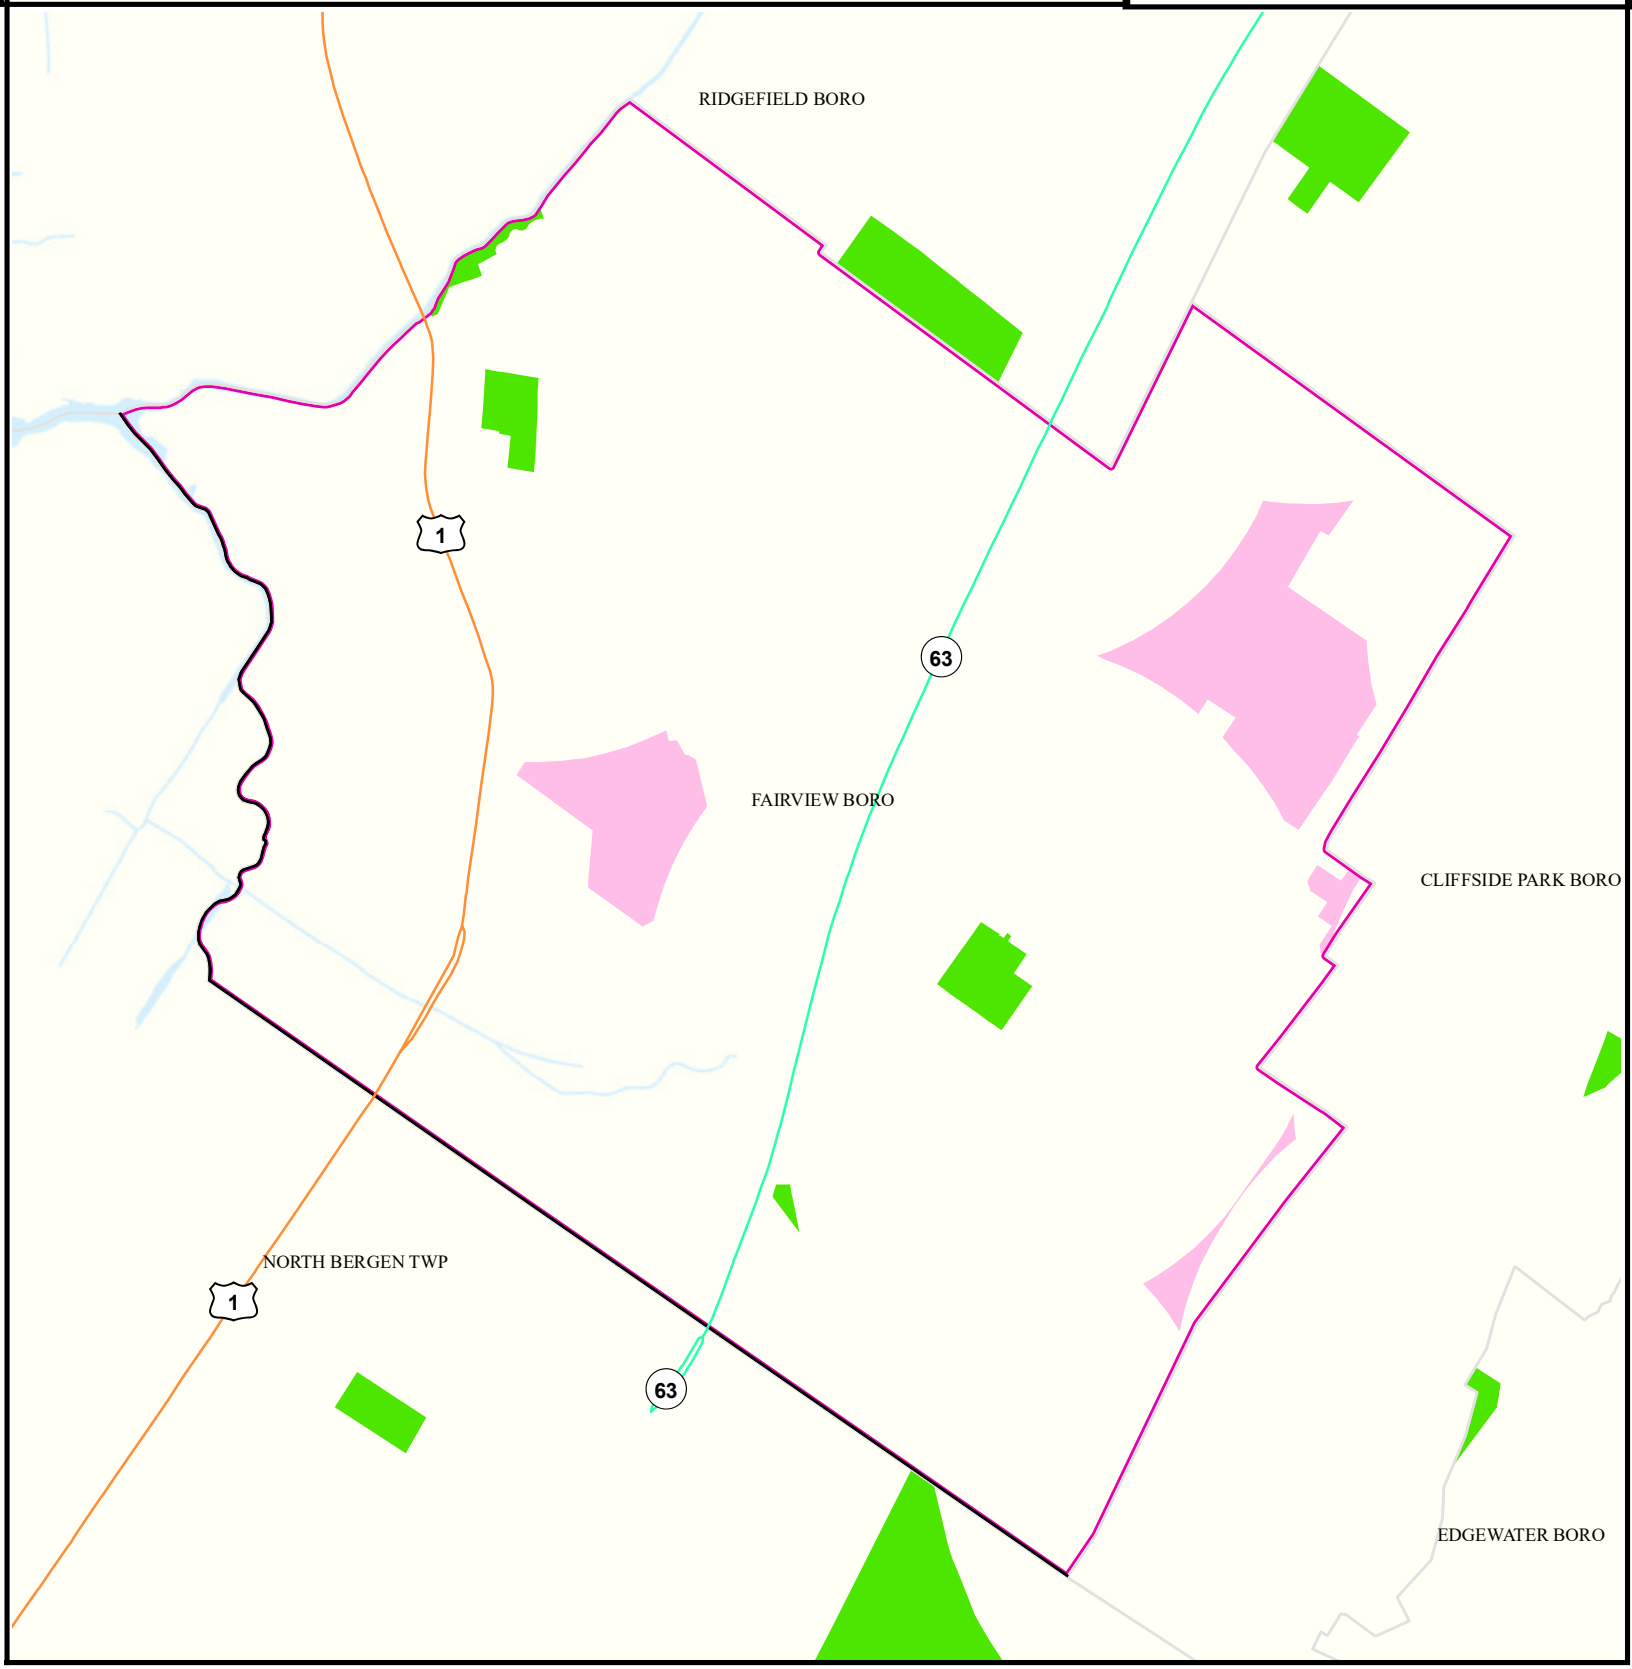 RIDGEFIELD BORO
1
63
FAIRVIEW BORO
CLIFFSIDE PARK BORO
NORTH BERGEN TWP
1
63
EDGEWATER BORO